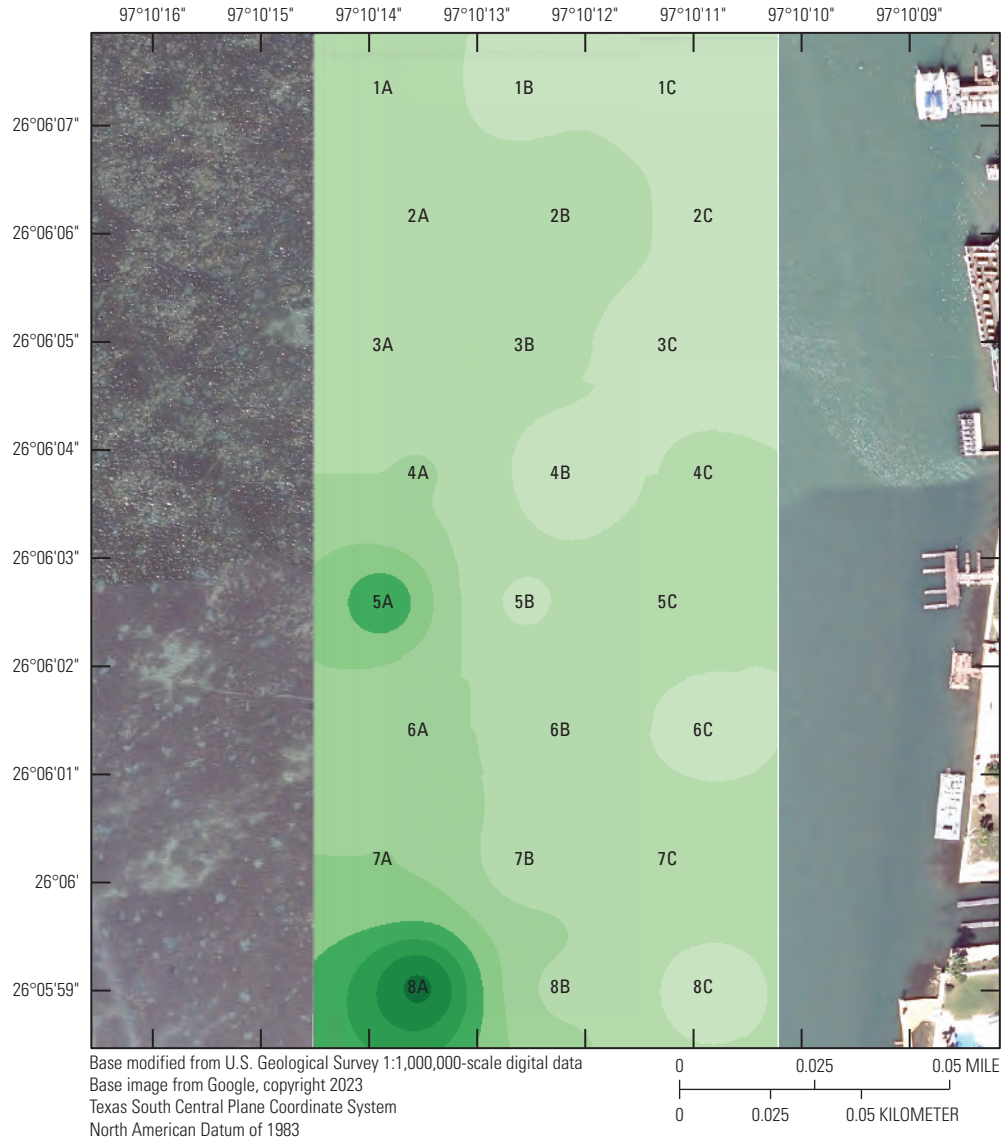 97°10'16" 97°10'15" 97°10'14" 97°10'13" 97°10'12" 97°10'11" 97°10'10" 97°10'09"
1A 1B 1C
26°06'07"
2A 2B 2C
26°06'06"
26°06'05"
3A 3B 3C
26°06'04"
4A 4B 4C
26°06'03"
5A 5B 5C
26°06'02"
6A 6B 6C
26°06'01"
7A 7B 7C
26°06'
26°05'59"
8A 8B 8C
Base modified from U.S. Geological Survey 1:1,000,000-scale digital data
Base image from Google, copyright 2023
Texas South Central Plane Coordinate System
North American Datum of 1983
0 0.025 0.05 MILE
0 0.025 0.05 KILOMETER